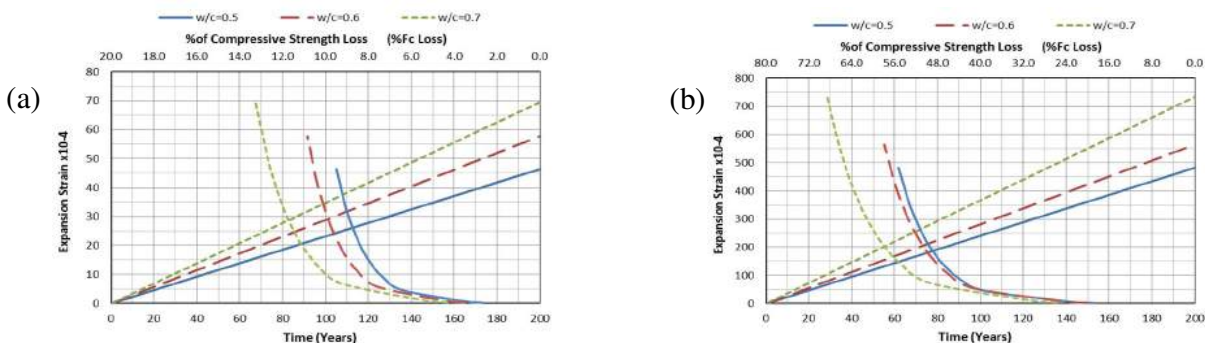 (a)
w/c=0.5 w/c=0.6 w/c=0.7
%of Compressive Strength Loss (%Fc Loss)
20.0 18.0 16.0 14.0 12.0 10.0 8.0 6.0 4.0 2.0 0.0
Expansion Strain x10-4
80
70
60
50
40
30
20
10
0
0 20 40 60 80 100 120 140 160 180 200
Time (Years)
(b)
w/c=0.5 w/c=0.6 w/c=0.7
%of Compressive Strength Loss (%Fc Loss)
80.0 72.0 64.0 56.0 48.0 40.0 32.0 24.0 16.0 8.0 0.0
Expansion Strain x10-4
800
700
600
500
400
300
200
100
0
0 20 40 60 80 100 120 140 160 180 200
Time (Years)